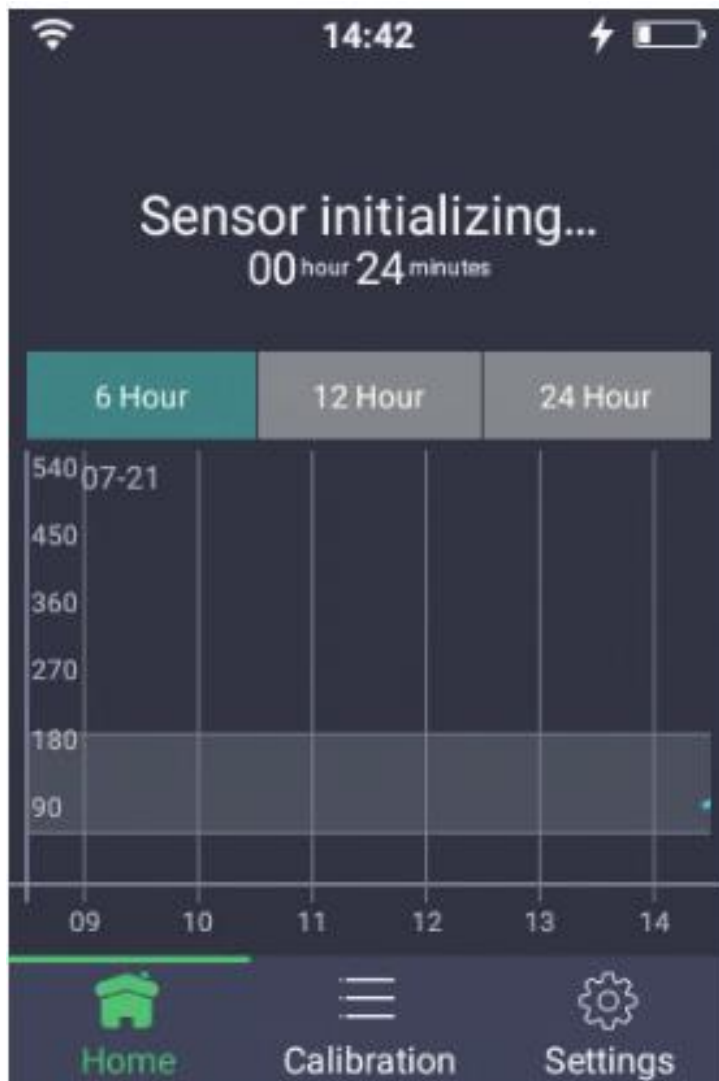 14:42
Sensor initializing...
00 hour 24 minutes
6 Hour 12 Hour 24 Hour
540
07-21
450
360
270
180
90
09 10 11 12 13 14
Home Calibration Settings